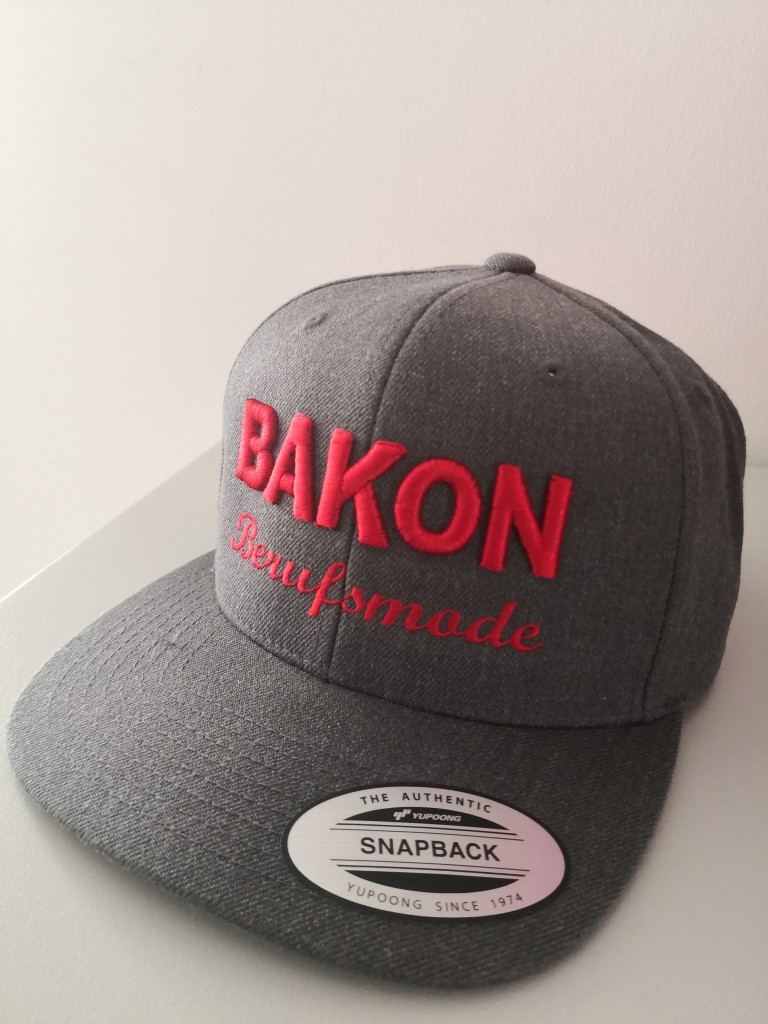 BAKON
Berufsmode
THE AUTHENTIC
YUPOONG
SNAPBACK
YUPOONG SINCE 1974